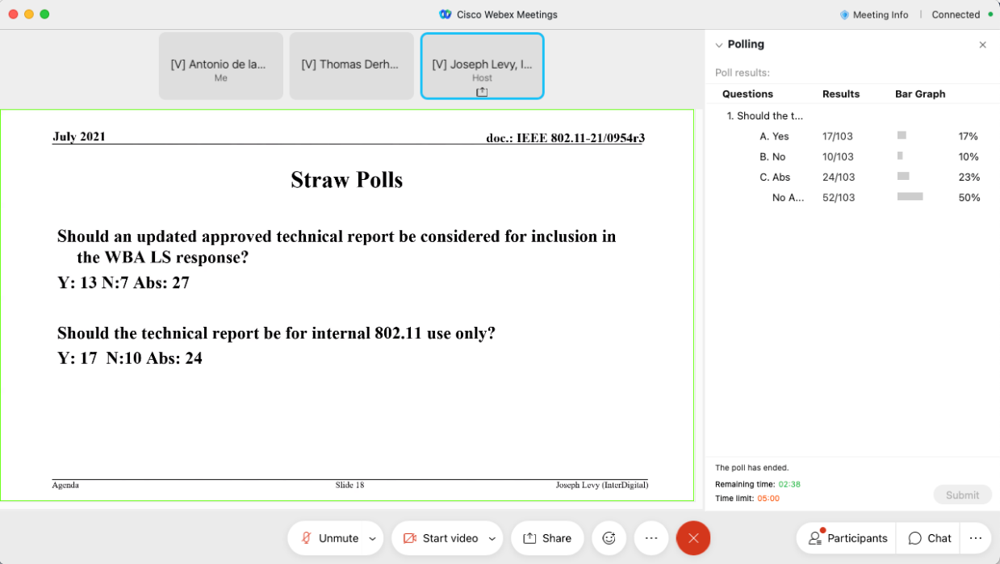 Cisco Webex Meetings
Meeting Info
Connected
[V] Antonio de la...
Me
[V] Thomas Derh...
[V] Joseph Levy, I...
Host
July 2021 doc.: IEEE 802.11-21/0954r3
Straw Polls
Should an updated approved technical report be considered for inclusion in
the WBA LS response?
Y: 13 N:7 Abs: 27
Should the technical report be for internal 802.11 use only?
Y: 17 N:10 Abs: 24
Agenda Slide 18 Joseph Levy (InterDigital)
Polling
Poll results:
Questions Results Bar Graph
1. Should the t...
A. Yes 17/103 17%
B. No 10/103 10%
C. Abs 24/103 23%
No A... 52/103 50%
The poll has ended.
Remaining time: 02:38
Time limit: 05:00
Submit
Unmute
Start video
Share
Participants
Chat